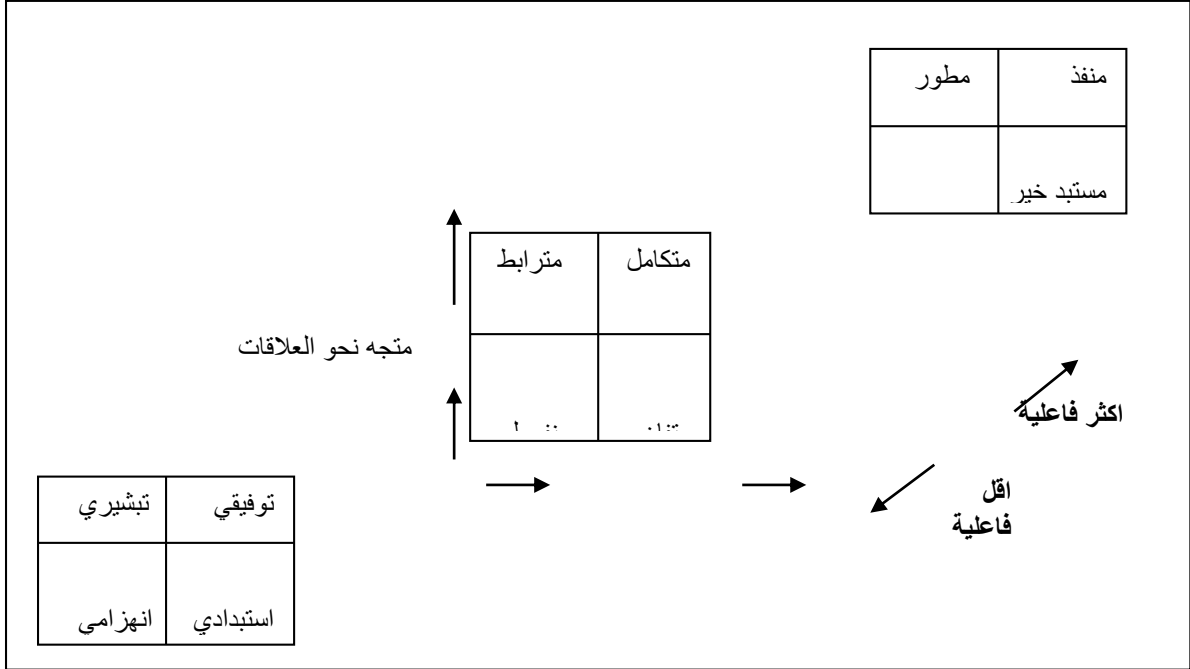 منفذ
مطور
مستبد خير
متكامل
مترابط
متجه نحو العلاقات
اكثر فاعلية
اقل
فاعلية
توفيقي
تبشيري
استبدادي
انهزامي